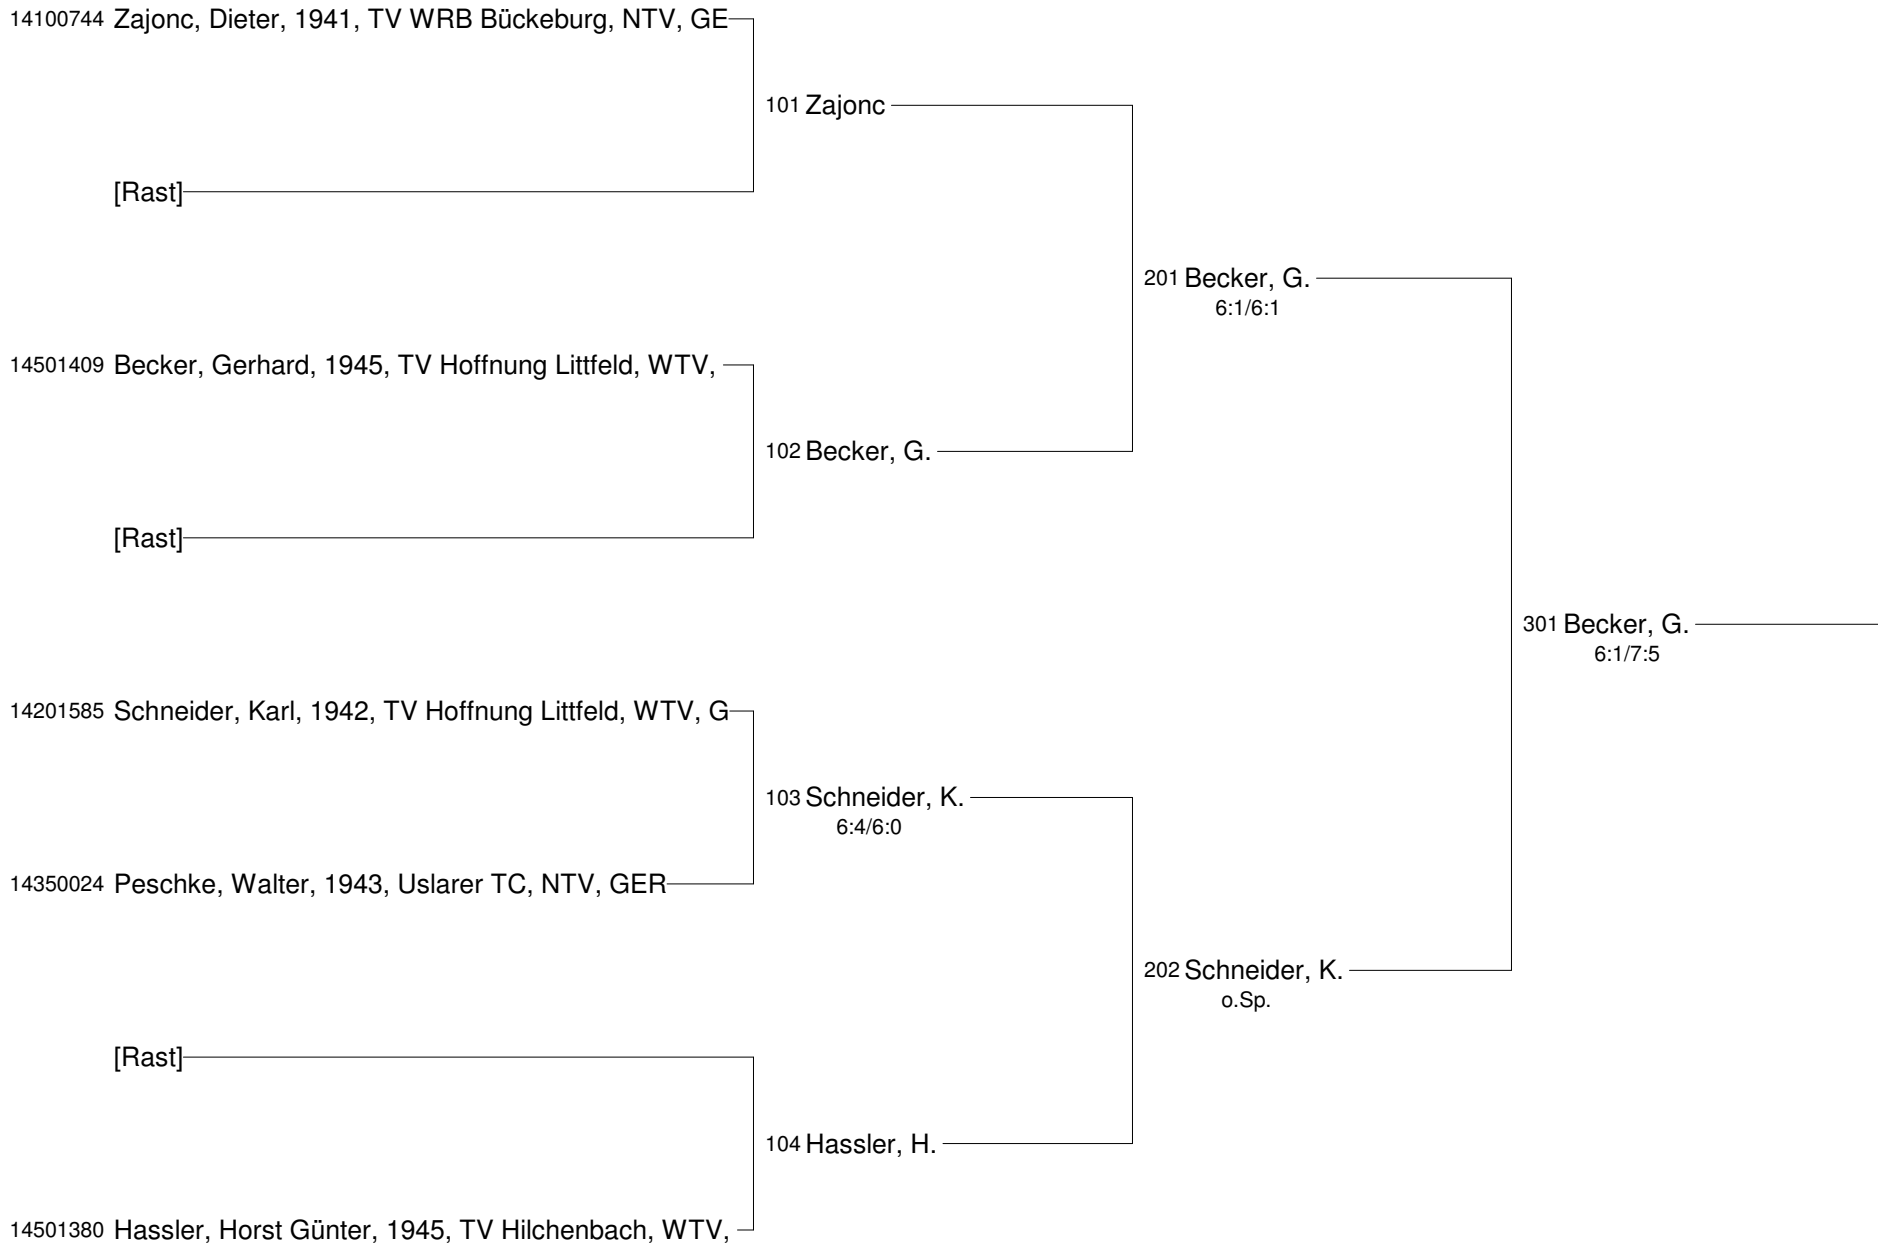 14100744 Zajonc, Dieter, 1941, TV WRB Bückeburg, NTV, GE
101 Zajonc
[Rast]
201 Becker, G.
6:1/6:1
14501409 Becker, Gerhard, 1945, TV Hoffnung Littfeld, WTV,
102 Becker, G.
[Rast]
301 Becker, G.
6:1/7:5
14201585 Schneider, Karl, 1942, TV Hoffnung Littfeld, WTV, G
103 Schneider, K.
6:4/6:0
14350024 Peschke, Walter, 1943, Uslarer TC, NTV, GER
202 Schneider, K.
o.Sp.
[Rast]
104 Hassler, H.
14501380 Hassler, Horst Günter, 1945, TV Hilchenbach, WTV,